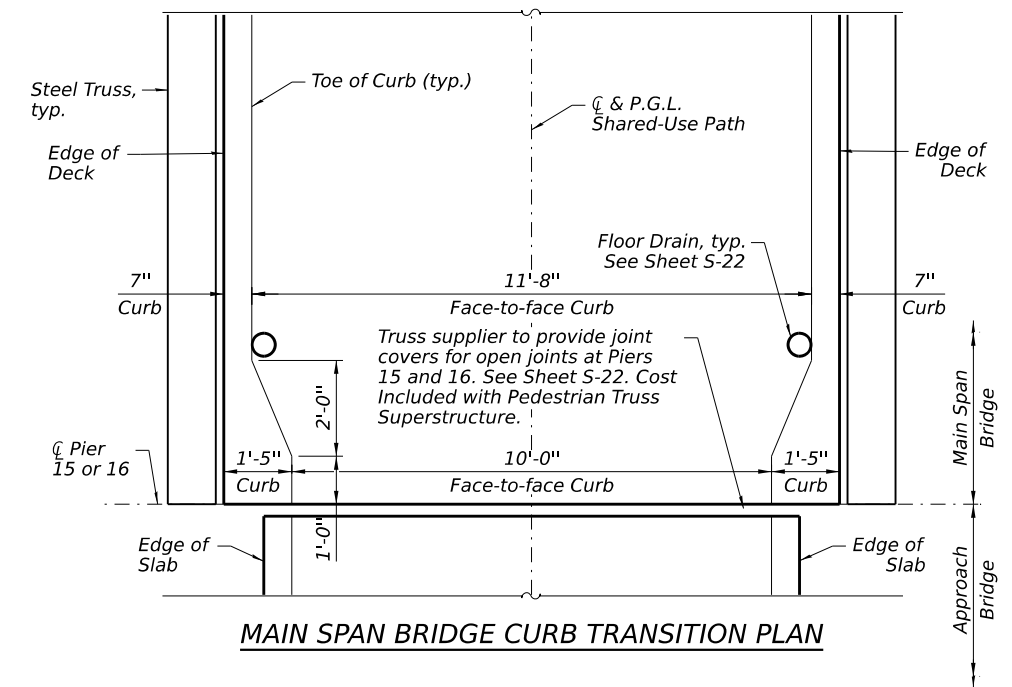 Steel Truss,
typ.
Toe of Curb (typ.)
℄ & P.G.L.
Shared-Use Path
Edge of
Deck
Edge of
Deck
Floor Drain, typ.
See Sheet S-22
7"
Curb
11'-8"
Face-to-face Curb
7"
Curb
Truss supplier to provide joint
covers for open joints at Piers
15 and 16. See Sheet S-22. Cost
Included with Pedestrian Truss
Superstructure.
2'-0"
Main Span
Bridge
℄ Pier
15 or 16
1'-5"
Curb
10'-0"
Face-to-face Curb
1'-5"
Curb
1'-0"
Edge of
Slab
Edge of
Slab
Approach
Bridge
MAIN SPAN BRIDGE CURB TRANSITION PLAN